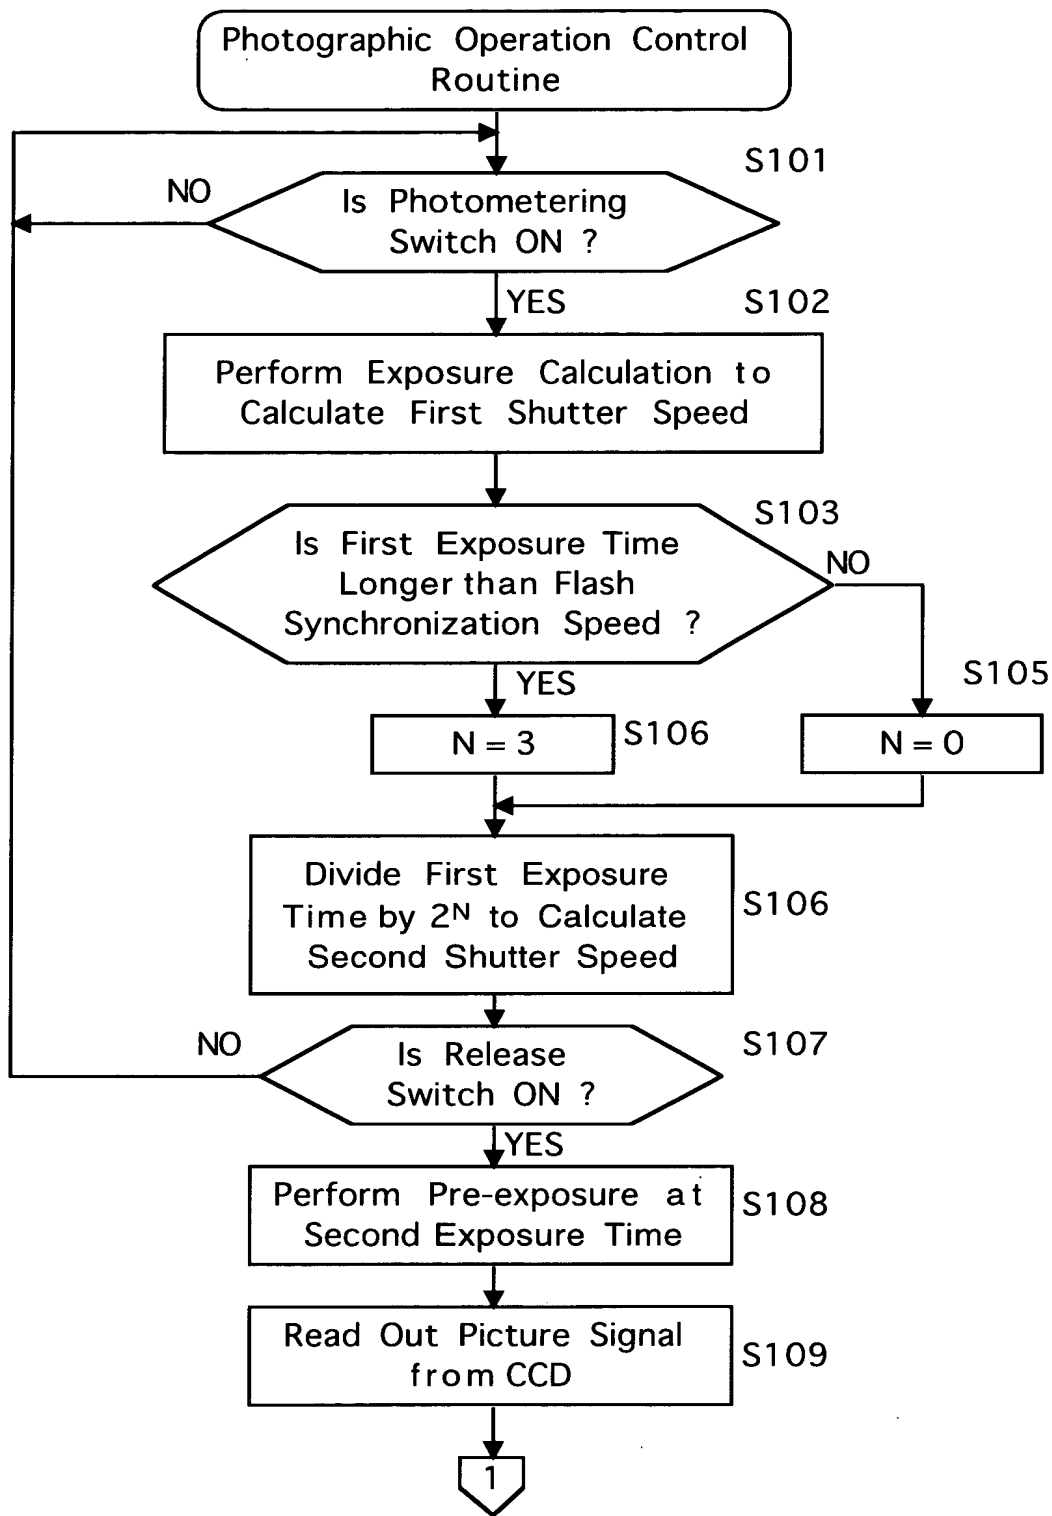 Photographic Operation Control
Routine
S101
NO
Is Photometering
Switch ON ?
YES
S102
Perform Exposure Calculation to
Calculate First Shutter Speed
S103
Is First Exposure Time
Longer than Flash
Synchronization Speed ?
NO
YES
S105
N = 3
S106
N = 0
Divide First Exposure
Time by 2ᴺ to Calculate
Second Shutter Speed
S106
NO
S107
Is Release
Switch ON ?
YES
Perform Pre-exposure at
Second Exposure Time
S108
Read Out Picture Signal
from CCD
S109
1